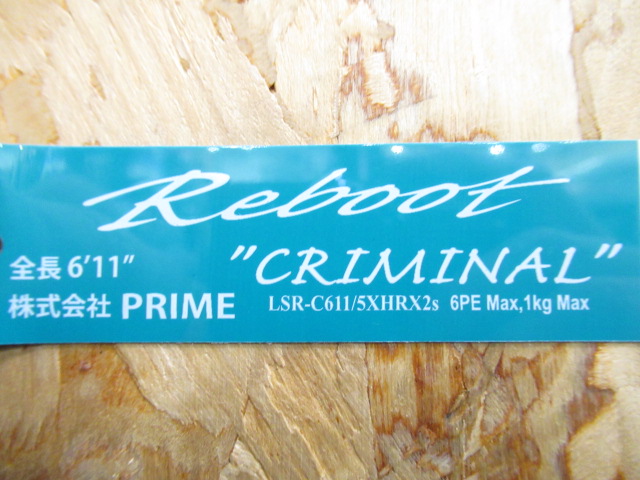 Reboot
全長 6'11"
"CRIMINAL"
株式会社 PRIME
LSR-C611/5XHRX2s 6PE Max,1kg Max